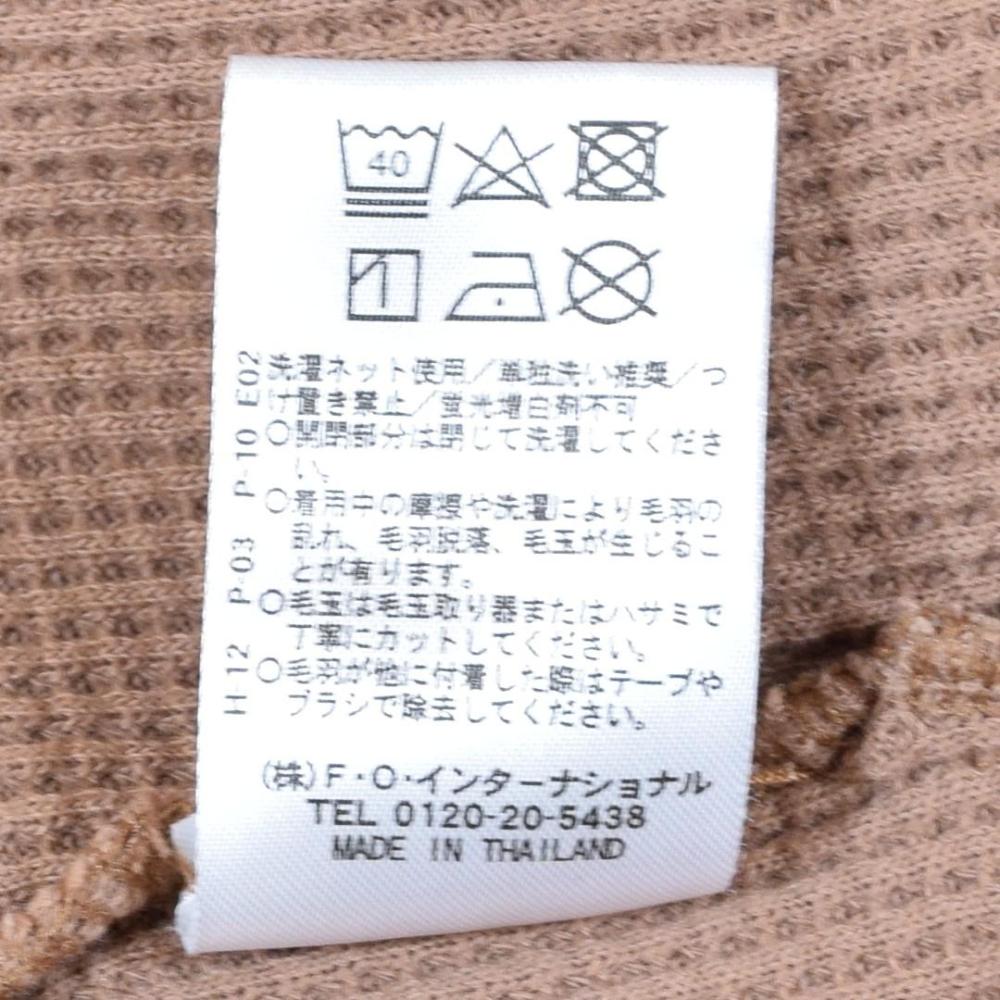 40
洗濯ネット使用／単独洗い推奨／つ
け置き禁止／蛍光増白剤不可
○開閉部分は閉じて洗濯してくださ
い。
○着用中の摩擦や洗濯により毛羽の
乱れ、毛羽脱落、毛玉が生じるこ
とが有ります。
○毛玉は毛玉取り器またはハサミで
丁寧にカットしてください。
○毛羽が他に付着した際はテープや
ブラシで除去してください。
H-12 P-03 P-10 E02
(株)F・O・インターナショナル
TEL 0120-20-5438
MADE IN THAILAND